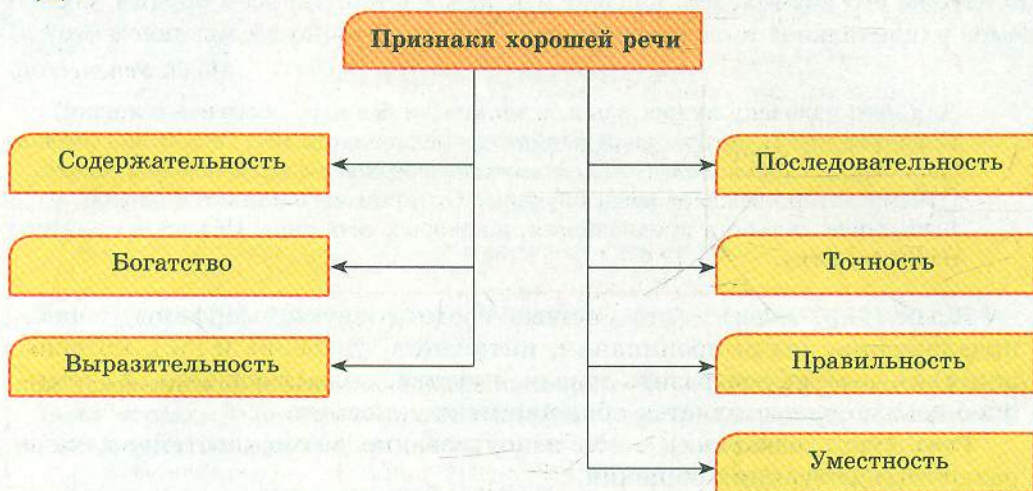 Признаки хорошей речи
Содержательность
Последовательность
Богатство
Точность
Выразительность
Правильность
Уместность